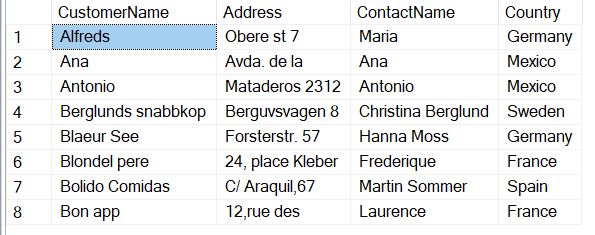 CustomerName Address ContactName Country
1 Alfreds Obere st 7 Maria Germany
2 Ana Avda. de la Ana Mexico
3 Antonio Mataderos 2312 Antonio Mexico
4 Berglunds snabbkop Berguvsvagen 8 Christina Berglund Sweden
5 Blaeur See Forsterstr. 57 Hanna Moss Germany
6 Blondel pere 24, place Kleber Frederique France
7 Bolido Comidas C/ Araquil,67 Martin Sommer Spain
8 Bon app 12,rue des Laurence France